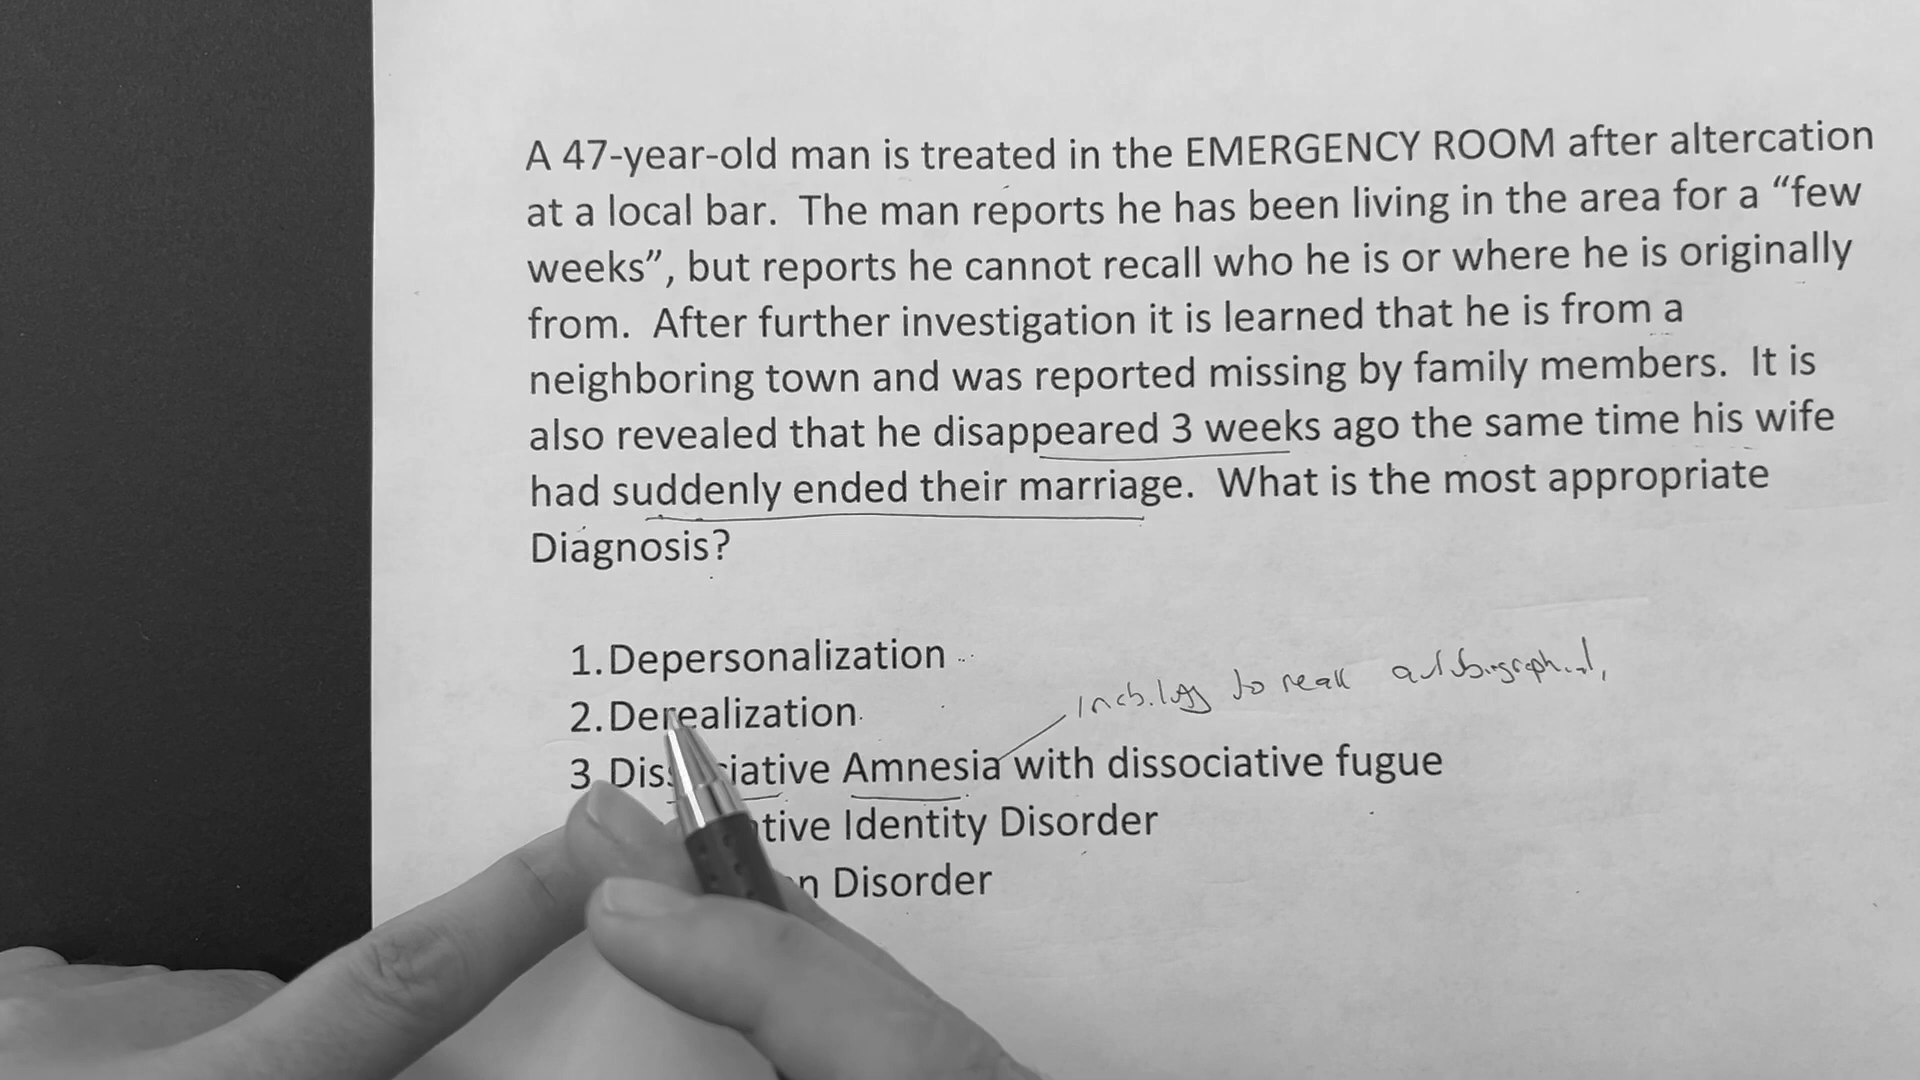 A 47-year-old man is treated in the EMERGENCY ROOM after altercation
at a local bar. The man reports he has been living in the area for a “few
weeks”, but reports he cannot recall who he is or where he is originally
from. After further investigation it is learned that he is from a
neighboring town and was reported missing by family members. It is
also revealed that he disappeared 3 weeks ago the same time his wife
had suddenly ended their marriage. What is the most appropriate
Diagnosis?
1. Depersonalization
to recall
2. Derealization
3 Amnesia with dissociative fugue
Identity Disorder
Disorder